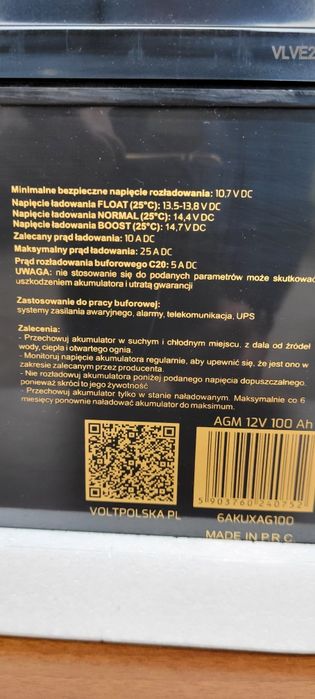 VLVE2
Minimalne bezpieczne napięcie rozładowania: 10,7 V DC
Napięcie ładowania FLOAT (25°C): 13,5-13,8 V DC
Napięcie ładowania NORMAL (25°C): 14,4 V DC
Napięcie ładowania BOOST (25°C): 14,7 V DC
Zalecany prąd ładowania: 10 A DC
Maksymalny prąd ładowania: 25 A DC
Prąd rozładowania buforowego C20: 5 A DC
UWAGA: nie stosowanie się do podanych parametrów może skutkować
uszkodzeniem akumulatora i utratą gwarancji
Zastosowanie do pracy buforowej:
systemy zasilania awaryjnego, alarmy, telekomunikacja, UPS
Zalecenia:
- Przechowuj akumulator w suchym i chłodnym miejscu, z dala od źródeł
wody, ciepła i otwartego ognia.
- Monitoruj napięcie akumulatora regularnie, aby upewnić się, że jest ono w
zakresie zalecanym przez producenta.
- Nie rozładowuj akumulatora poniżej podanego napięcia dopuszczalnego,
ponieważ skróci to jego żywotność
- Przechowuj akumulator tylko w stanie naładowanym. Maksymalnie co 6
miesięcy ponownie naładować akumulator do maksimum.
AGM 12V 100 Ah
5 903760 240752
VOLTPOLSKA.PL
6AKUXAG100
MADE IN P.R.C